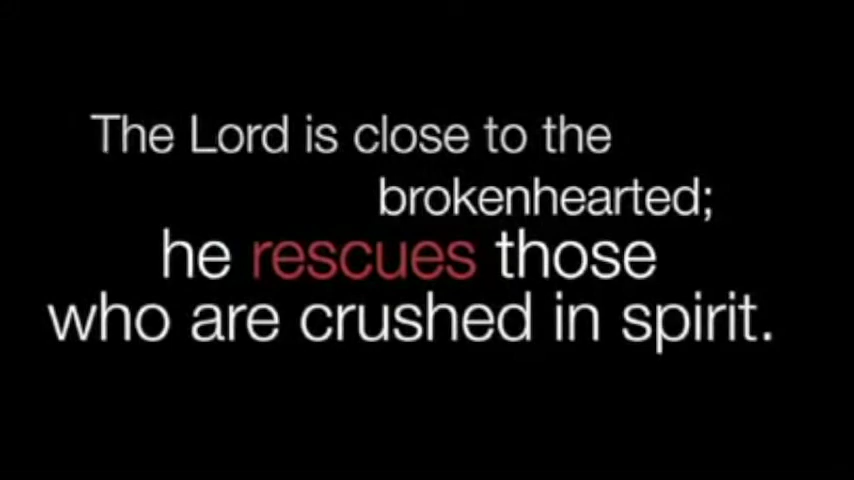 The Lord is close to the
brokenhearted;
he rescues those
who are crushed in spirit.